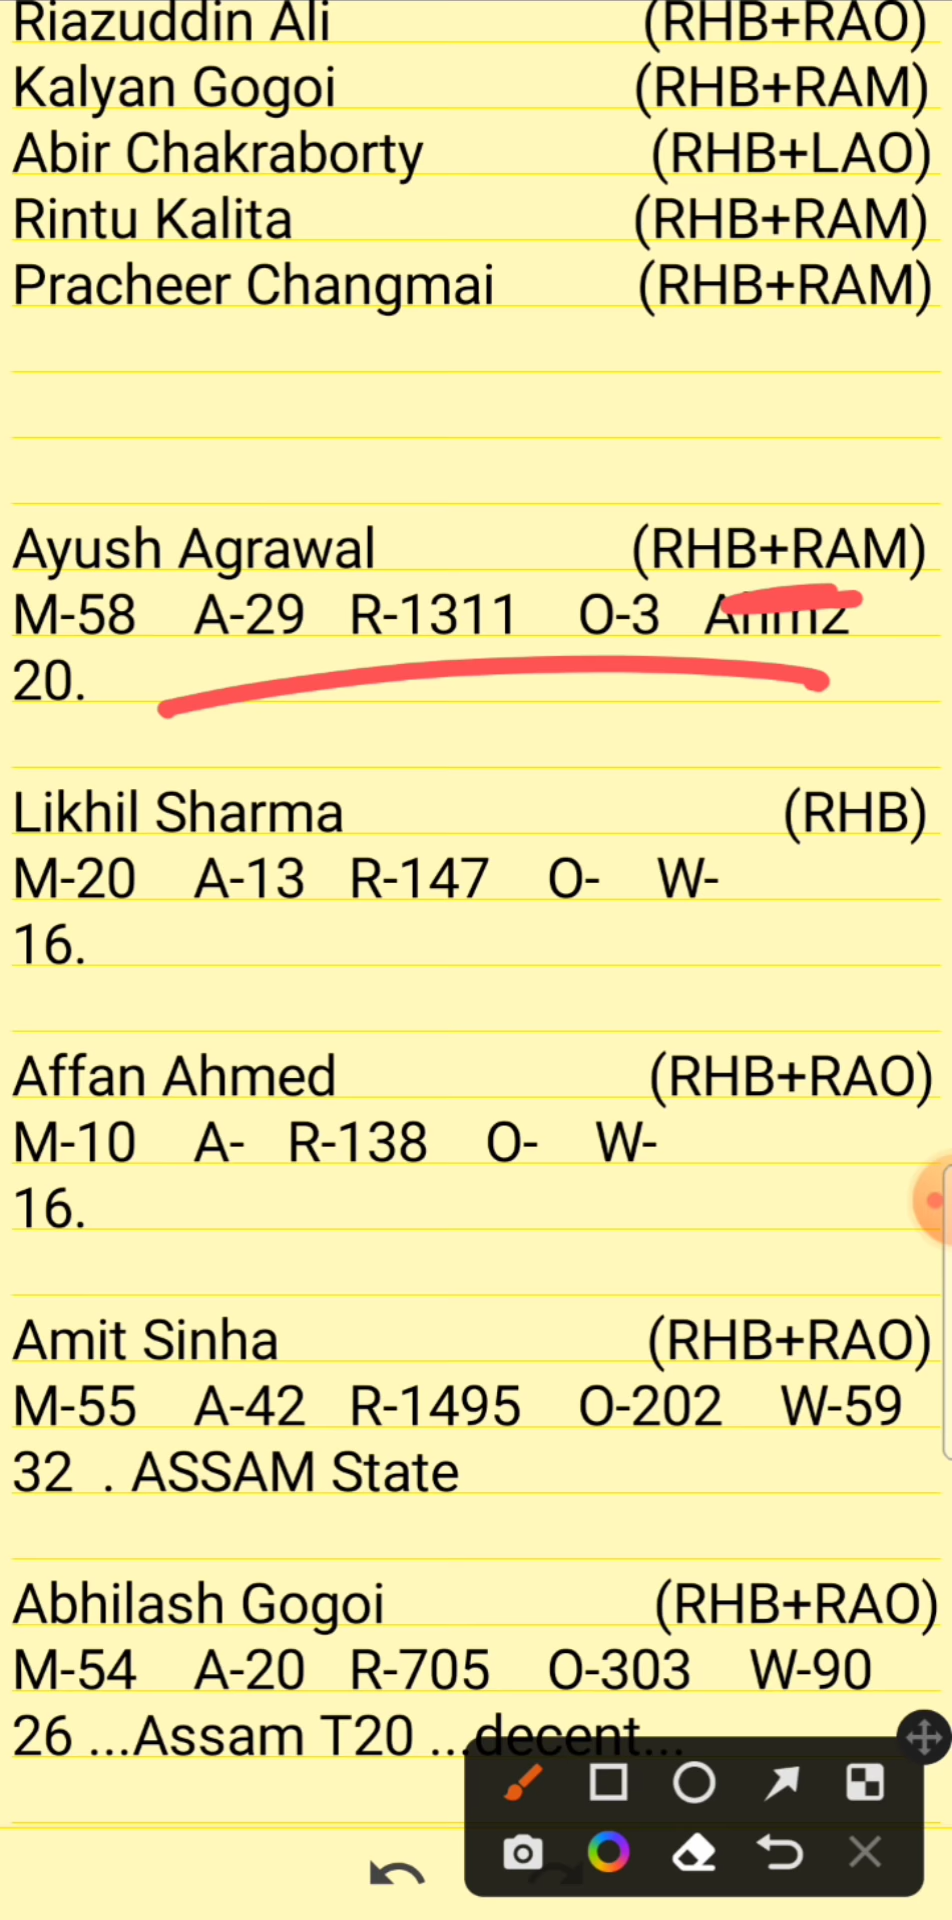 Riazuddin Ali (RHB+RAO)
Kalyan Gogoi (RHB+RAM)
Abir Chakraborty (RHB+LAO)
Rintu Kalita (RHB+RAM)
Pracheer Changmai (RHB+RAM)
Ayush Agrawal (RHB+RAM)
M-58 A-29 R-1311 O-3
20.
Likhil Sharma (RHB)
M-20 A-13 R-147 O- W-
16.
Affan Ahmed (RHB+RAO)
M-10 A- R-138 O- W-
16.
Amit Sinha (RHB+RAO)
M-55 A-42 R-1495 O-202 W-59
32 . ASSAM State
Abhilash Gogoi (RHB+RAO)
M-54 A-20 R-705 O-303 W-90
26 ...Assam T20 ...decent...